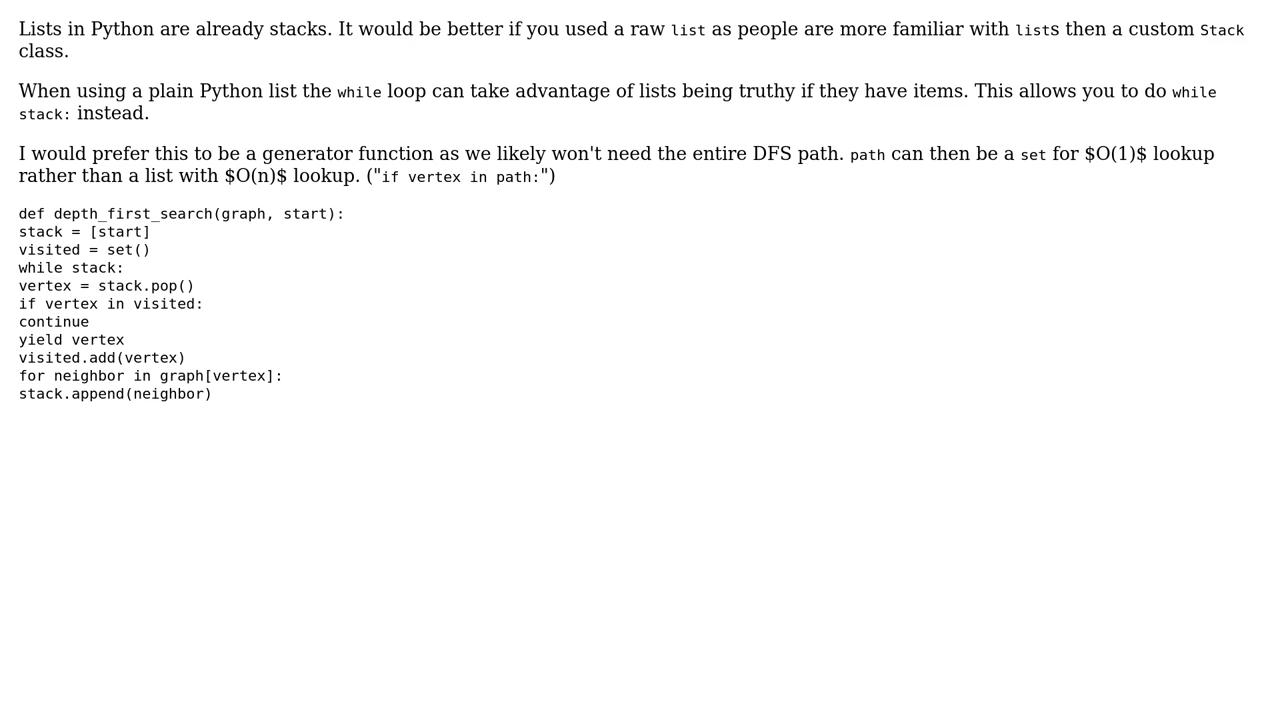 Lists in Python are already stacks. It would be better if you used a raw list as people are more familiar with lists then a custom Stack
class.
When using a plain Python list the while loop can take advantage of lists being truthy if they have items. This allows you to do while
stack: instead.
I would prefer this to be a generator function as we likely won't need the entire DFS path. path can then be a set for $O(1)$ lookup
rather than a list with $O(n)$ lookup. ("if vertex in path:")
def depth_first_search(graph, start):
stack = [start]
visited = set()
while stack:
vertex = stack.pop()
if vertex in visited:
continue
yield vertex
visited.add(vertex)
for neighbor in graph[vertex]:
stack.append(neighbor)